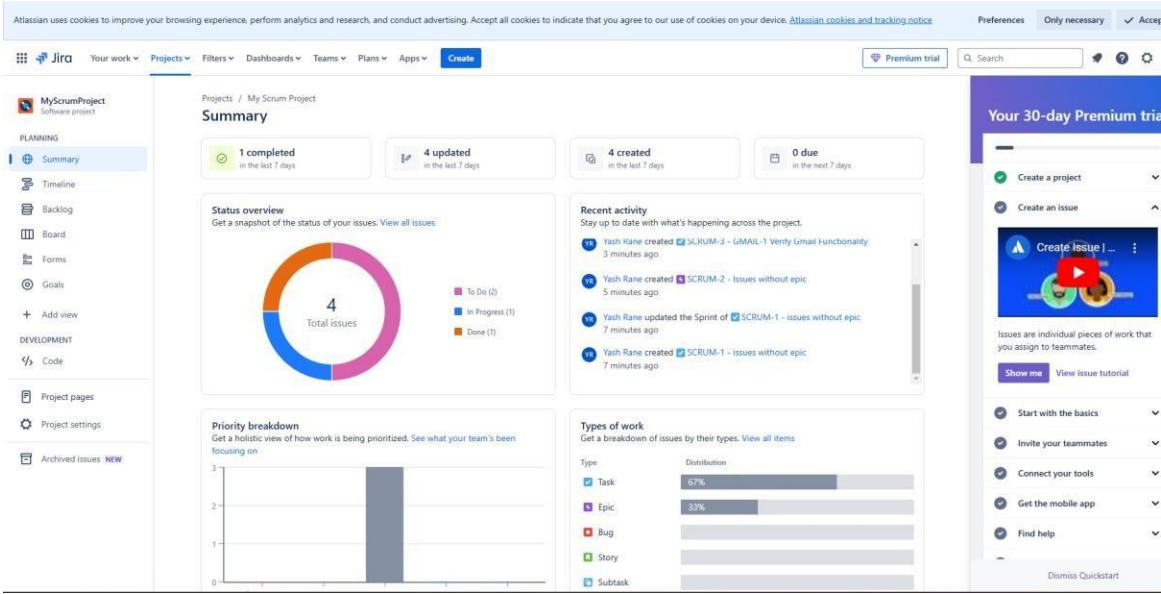 Atlassian uses cookies to improve your browsing experience, perform analytics and research, and conduct advertising. Accept all cookies to indicate that you agree to our use of cookies on your device. Atlassian cookies and tracking notice
Preferences
Only necessary
Jira
Your work
Projects
Filters
Dashboards
Teams
Plans
Apps
Create
Premium trial
Search
MyScrumProject
Software project
PLANNING
Summary
Timeline
Backlog
Board
Forms
Goals
Add view
DEVELOPMENT
Code
Project pages
Project settings
Archived issues NEW
Projects / My Scrum Project
Summary
1 completed
in the last 7 days
4 updated
in the last 7 days
4 created
in the last 7 days
0 due
in the next 7 days
Status overview
Get a snapshot of the status of your issues. View all issues
4
Total issues
To Do (2)
In Progress (1)
Done (1)
Recent activity
Stay up to date with what's happening across the project.
YR Yash Rane created SCRUM-3 - GMAIL-1 Verify Gmail Functionality
3 minutes ago
YR Yash Rane created SCRUM-2 - Issues without epic
5 minutes ago
YR Yash Rane updated the Sprint of SCRUM-1 - issues without epic
7 minutes ago
YR Yash Rane created SCRUM-1 - issues without epic
7 minutes ago
Priority breakdown
Get a holistic view of how work is being prioritized. See what your team's been
focusing on
3
2
1
0
Types of work
Get a breakdown of issues by their types. View all items
Type Distribution
Task 67%
Epic 33%
Bug
Story
Subtask
Your 30-day Premium
Create a project
Create an issue
Create Issue | ...
Issues are individual pieces of work that
you assign to teammates.
Show me
View issue tutorial
Start with the basics
Invite your teammates
Connect your tools
Get the mobile app
Find help
Dismiss Quickstart